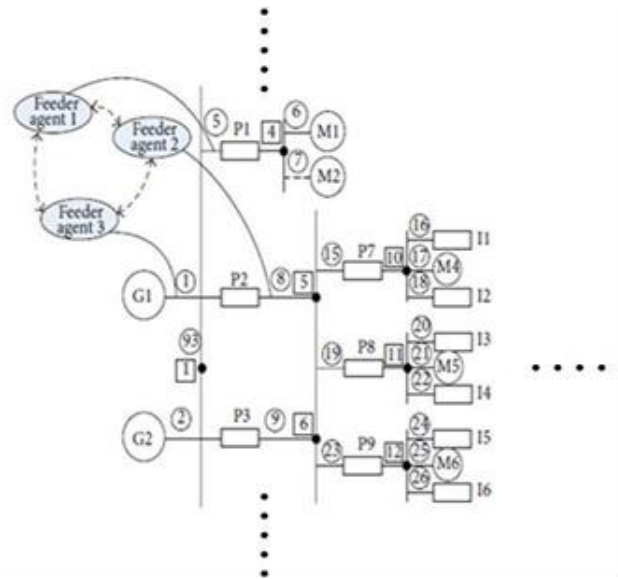 Feeder
agent 1
Feeder
agent 2
Feeder
agent 3
5
P1
4
6
M1
7
M2
G1
1
P2
8
5
93
1
G2
2
P3
9
6
15
P7
10
16
I1
17
M4
18
I2
19
P8
11
20
I3
21
M5
22
I4
23
P9
12
24
I5
25
M6
26
I6